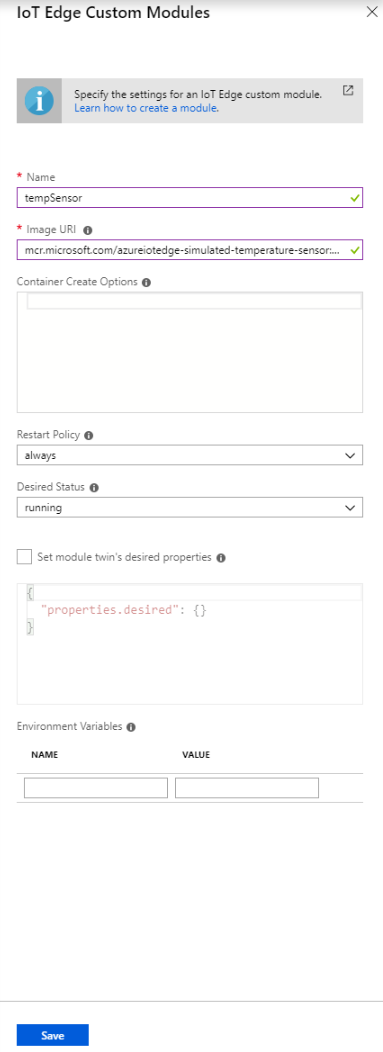 IoT Edge Custom Modules
Specify the settings for an IoT Edge custom module.
Learn how to create a module.
* Name
tempSensor
* Image URI
mcr.microsoft.com/azureiotedge-simulated-temperature-sensor:...
Container Create Options
Restart Policy
always
Desired Status
running
Set module twin's desired properties
{
"properties.desired": {}
}
Environment Variables
NAME VALUE
Save